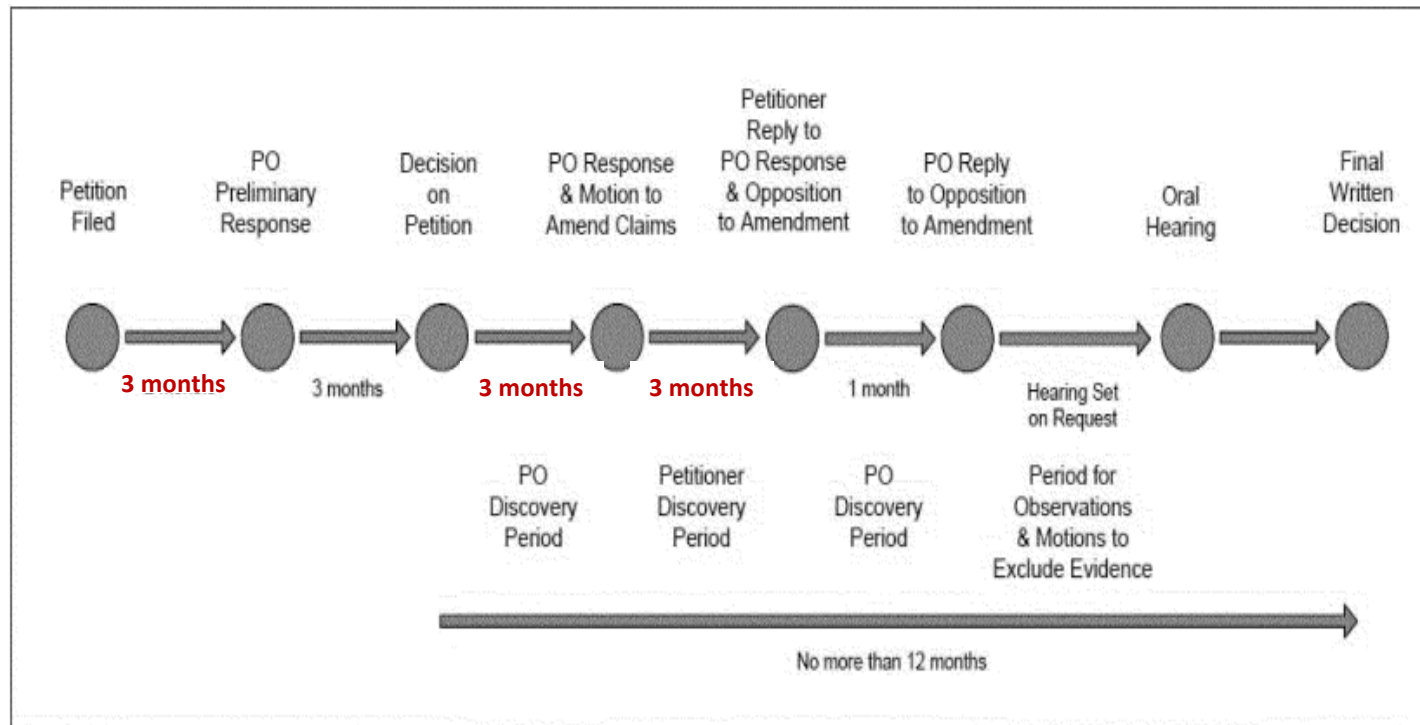 Petition
Filed
PO
Preliminary
Response
Decision
on
Petition
PO Response
& Motion to
Amend Claims
Petitioner
Reply to
PO Response
& Opposition
to Amendment
PO Reply
to Opposition
to Amendment
Oral
Hearing
Final
Written
Decision
3 months
3 months
3 months
3 months
1 month
Hearing Set
on Request
PO
Discovery
Period
Petitioner
Discovery
Period
PO
Discovery
Period
Period for
Observations
& Motions to
Exclude Evidence
No more than 12 months